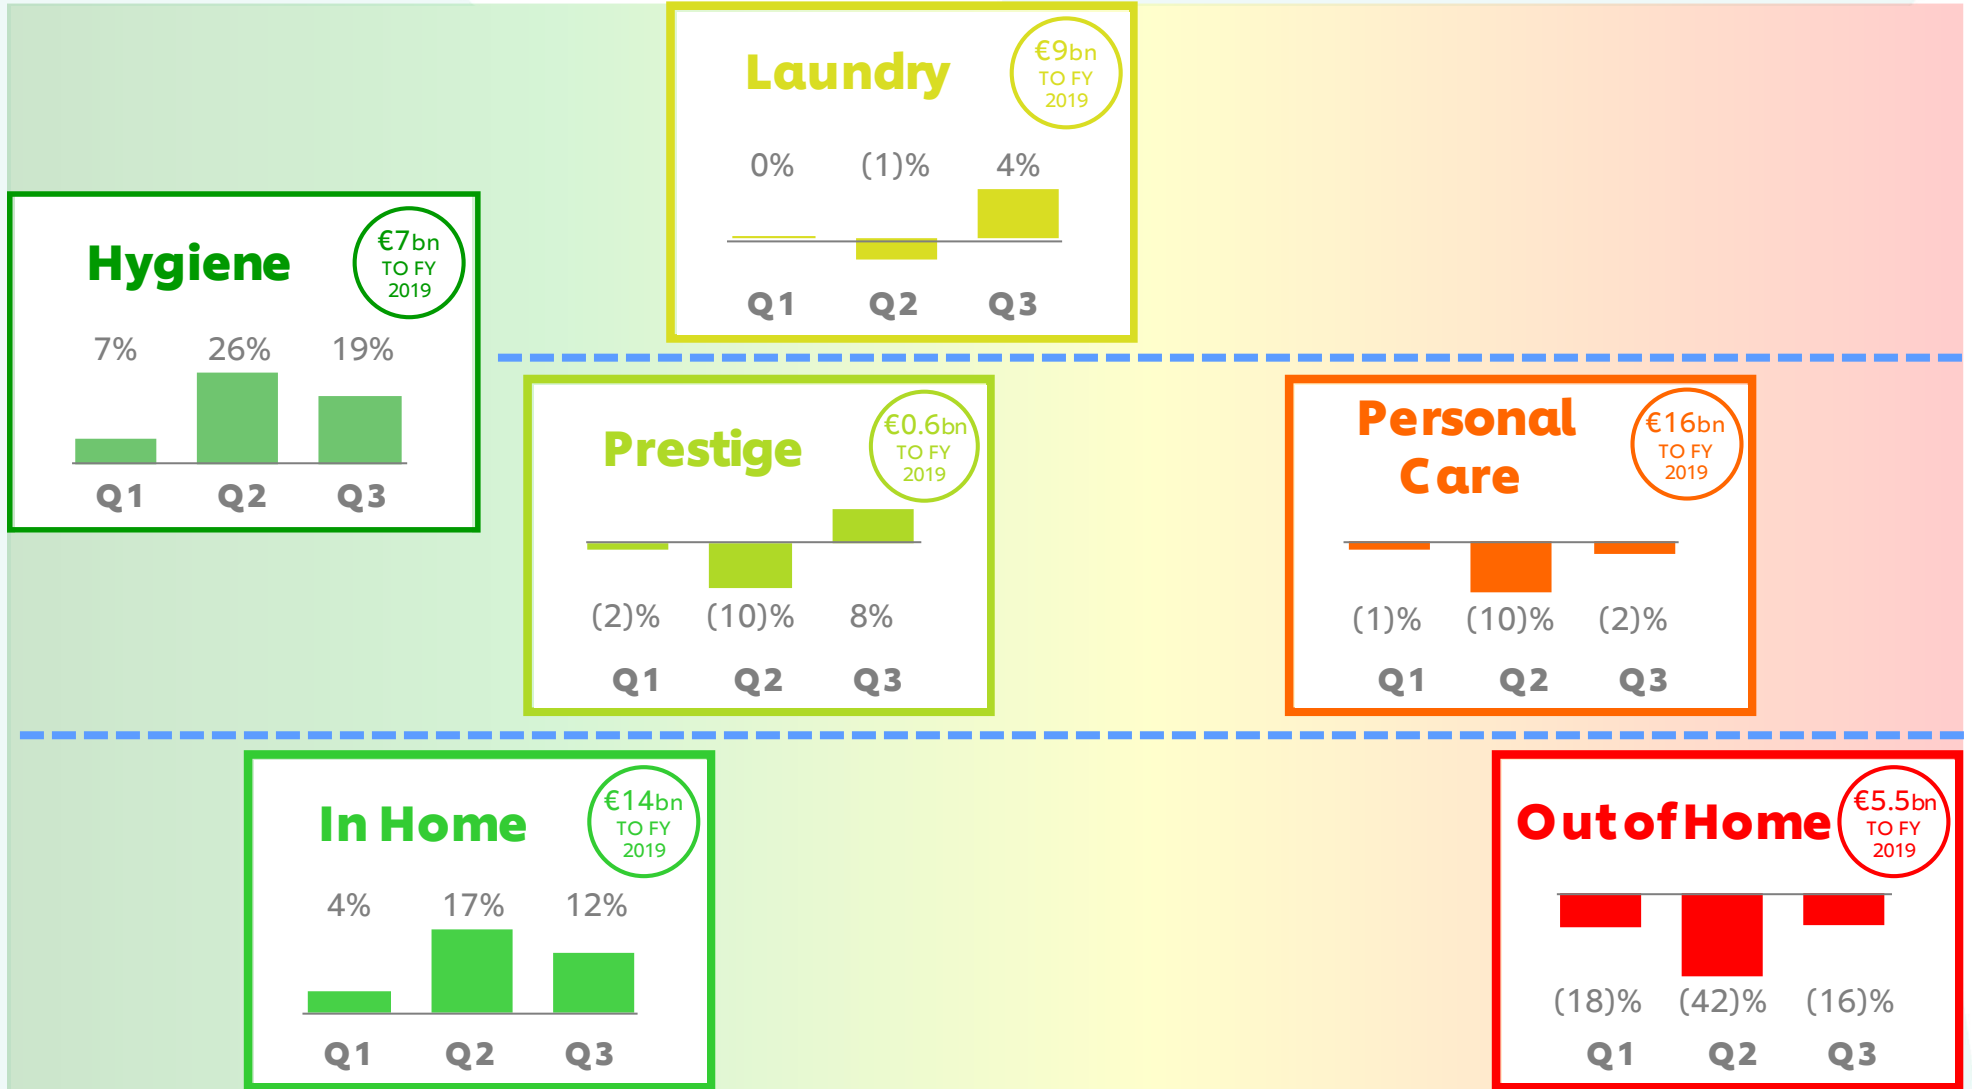 Laundry
€9bn
TO FY
2019
0% (1)% 4%
Q1 Q2 Q3
Hygiene
€7bn
TO FY
2019
7% 26% 19%
Q1 Q2 Q3
Prestige
€0.6bn
TO FY
2019
(2)% (10)% 8%
Q1 Q2 Q3
Personal
Care
€16bn
TO FY
2019
(1)% (10)% (2)%
Q1 Q2 Q3
In Home
€14bn
TO FY
2019
4% 17% 12%
Q1 Q2 Q3
Out of Home
€5.5bn
TO FY
2019
(18)% (42)% (16)%
Q1 Q2 Q3